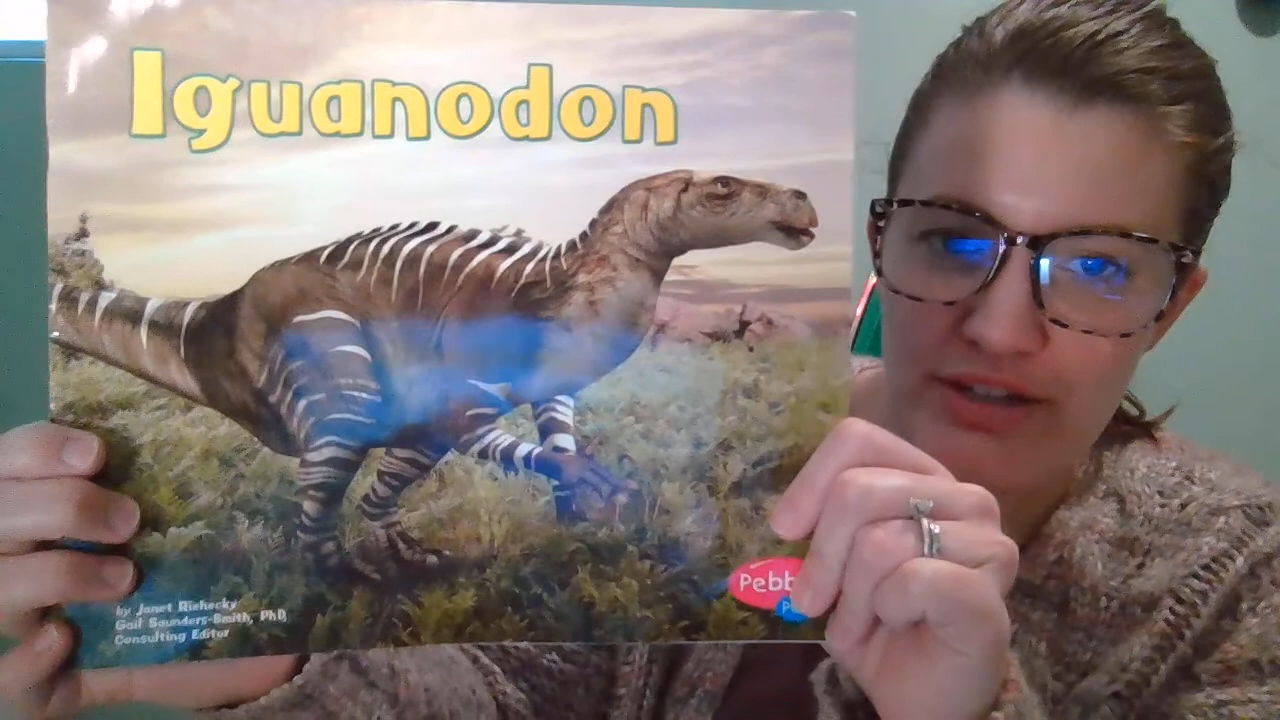 Iguanodon
by Janet Riehecky
Gail Saunders-Smith, PhD,
Consulting Editor
Pebb
P